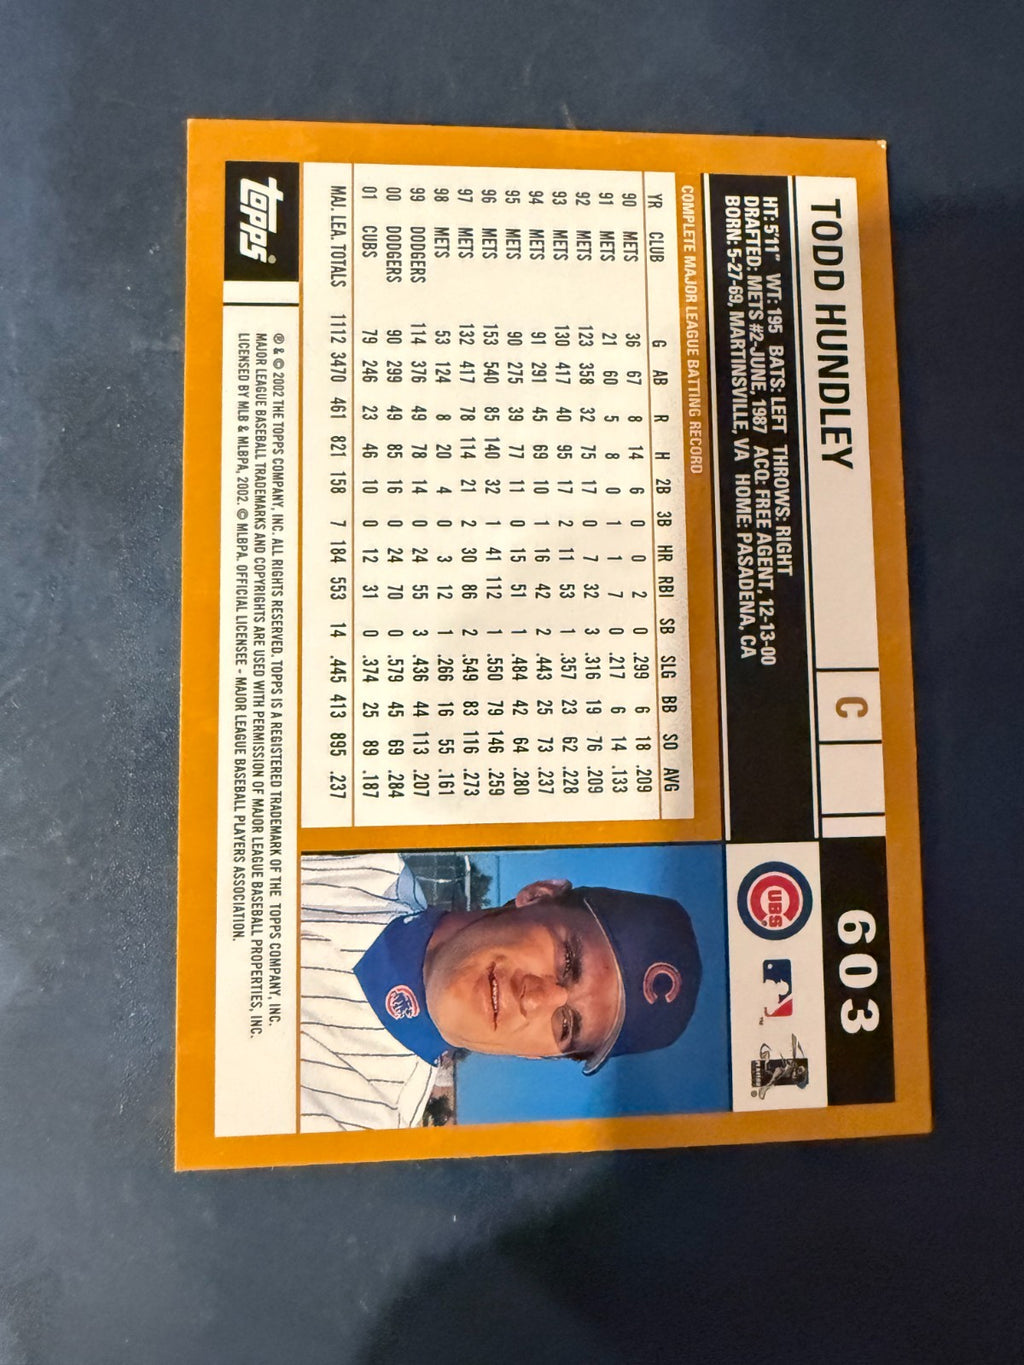 TODD HUNDLEY C 603
HT: 5'11" WT: 195 BATS: LEFT THROWS: RIGHT
DRAFTED: METS #2-JUNE, 1987 ACQ: FREE AGENT, 12-13-00
BORN: 5-27-69, MARTINSVILLE, VA HOME: PASADENA, CA
CUBS
COMPLETE MAJOR LEAGUE BATTING RECORD
YR CLUB G AB R H 2B 3B HR RBI SB SLG BB SO AVG
90 METS 36 67 8 14 6 0 0 2 0 .299 6 18 .209
91 METS 21 60 5 8 0 1 1 7 0 .217 6 14 .133
92 METS 123 358 32 75 17 0 7 32 3 .316 19 76 .209
93 METS 130 417 40 95 17 2 11 53 1 .357 23 62 .228
94 METS 91 291 45 69 10 1 16 42 2 .443 25 73 .237
95 METS 90 275 39 77 11 0 15 51 1 .484 42 64 .280
96 METS 153 540 85 140 32 1 41 112 1 .550 79 146 .259
97 METS 132 417 78 114 21 2 30 86 2 .549 83 116 .273
98 METS 53 124 8 20 4 0 3 12 1 .266 16 55 .161
99 DODGERS 114 376 49 78 14 0 24 55 3 .436 44 113 .207
00 DODGERS 90 299 49 85 16 0 24 70 0 .579 45 69 .284
01 CUBS 79 246 23 46 10 0 12 31 0 .374 25 89 .187
MAJ. LEA. TOTALS 1112 3470 461 821 158 7 184 553 14 .445 413 895 .237
C
topps
® & © 2002 THE TOPPS COMPANY, INC. ALL RIGHTS RESERVED. TOPPS IS A REGISTERED TRADEMARK OF THE TOPPS COMPANY, INC.
MAJOR LEAGUE BASEBALL TRADEMARKS AND COPYRIGHTS ARE USED WITH PERMISSION OF MAJOR LEAGUE BASEBALL PROPERTIES, INC.
LICENSED BY MLB & MLBPA, 2002. © MLBPA. OFFICIAL LICENSEE - MAJOR LEAGUE BASEBALL PLAYERS ASSOCIATION.